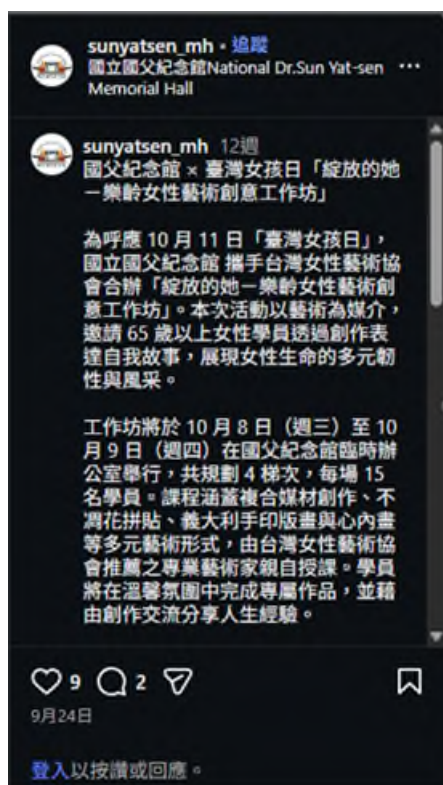 sunyatsen_mh • 追蹤
國立國父紀念館National Dr.Sun Yat-sen
Memorial Hall
sunyatsen_mh 12週
國父紀念館 × 臺灣女孩日「綻放的她
－樂齡女性藝術創意工作坊」
為呼應 10 月 11 日「臺灣女孩日」，
國立國父紀念館 攜手台灣女性藝術協
會合辦「綻放的她－樂齡女性藝術創
意工作坊」。本次活動以藝術為媒介，
邀請 65 歲以上女性學員透過創作表
達自我故事，展現女性生命的多元韌
性與風采。
工作坊將於 10 月 8 日（週三）至 10
月 9 日（週四）在國父紀念館臨時辦
公室舉行，共規劃 4 梯次，每場 15
名學員。課程涵蓋複合媒材創作、不
凋花拼貼、義大利手印版畫與心內畫
等多元藝術形式，由台灣女性藝術協
會推薦之專業藝術家親自授課。學員
將在溫馨氛圍中完成專屬作品，並藉
由創作交流分享人生經驗。
9 2
9月24日
登入以按讚或回應。